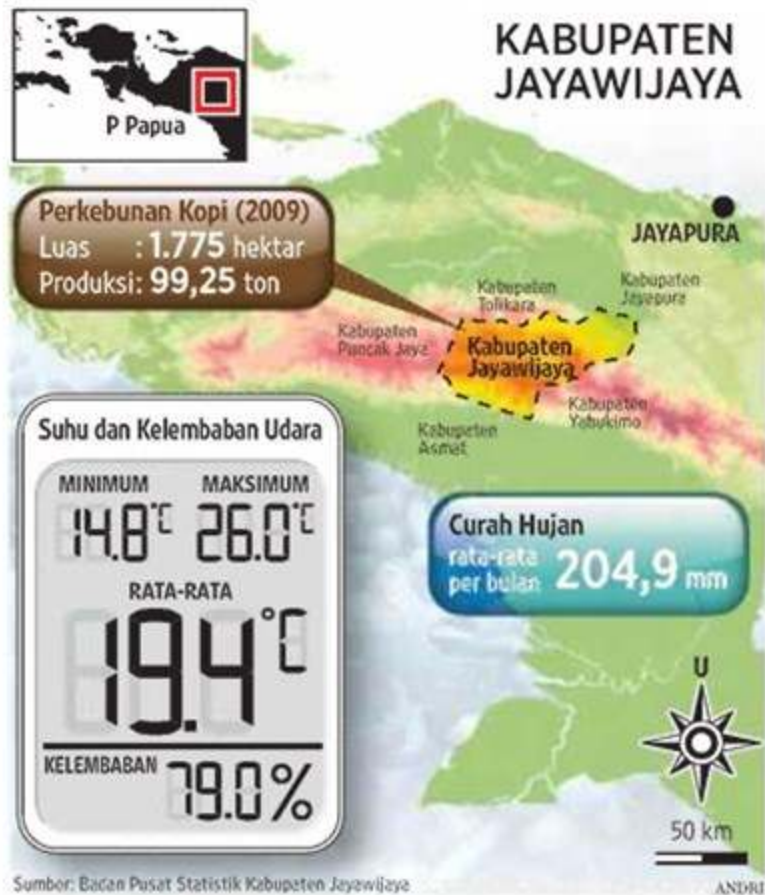 KABUPATEN
JAYAWIJAYA
P Papua
Perkebunan Kopi (2009)
Luas : 1.775 hektar
Produksi: 99,25 ton
JAYAPURA
Kabupaten
Tolikara
Kabupaten
Jayapura
Kabupaten
Puncak Jaya
Kabupaten
Jayawijaya
Kabupaten
Yahukimo
Kabupaten
Asmat
Suhu dan Kelembaban Udara
MINIMUM MAKSIMUM
14.8°C 26.0°C
RATA-RATA
19.4°C
KELEMBABAN 79.0%
Curah Hujan
rata-rata
per bulan 204,9 mm
U
50 km
Sumber: Badan Pusat Statistik Kabupaten Jayawijaya
ANDRI